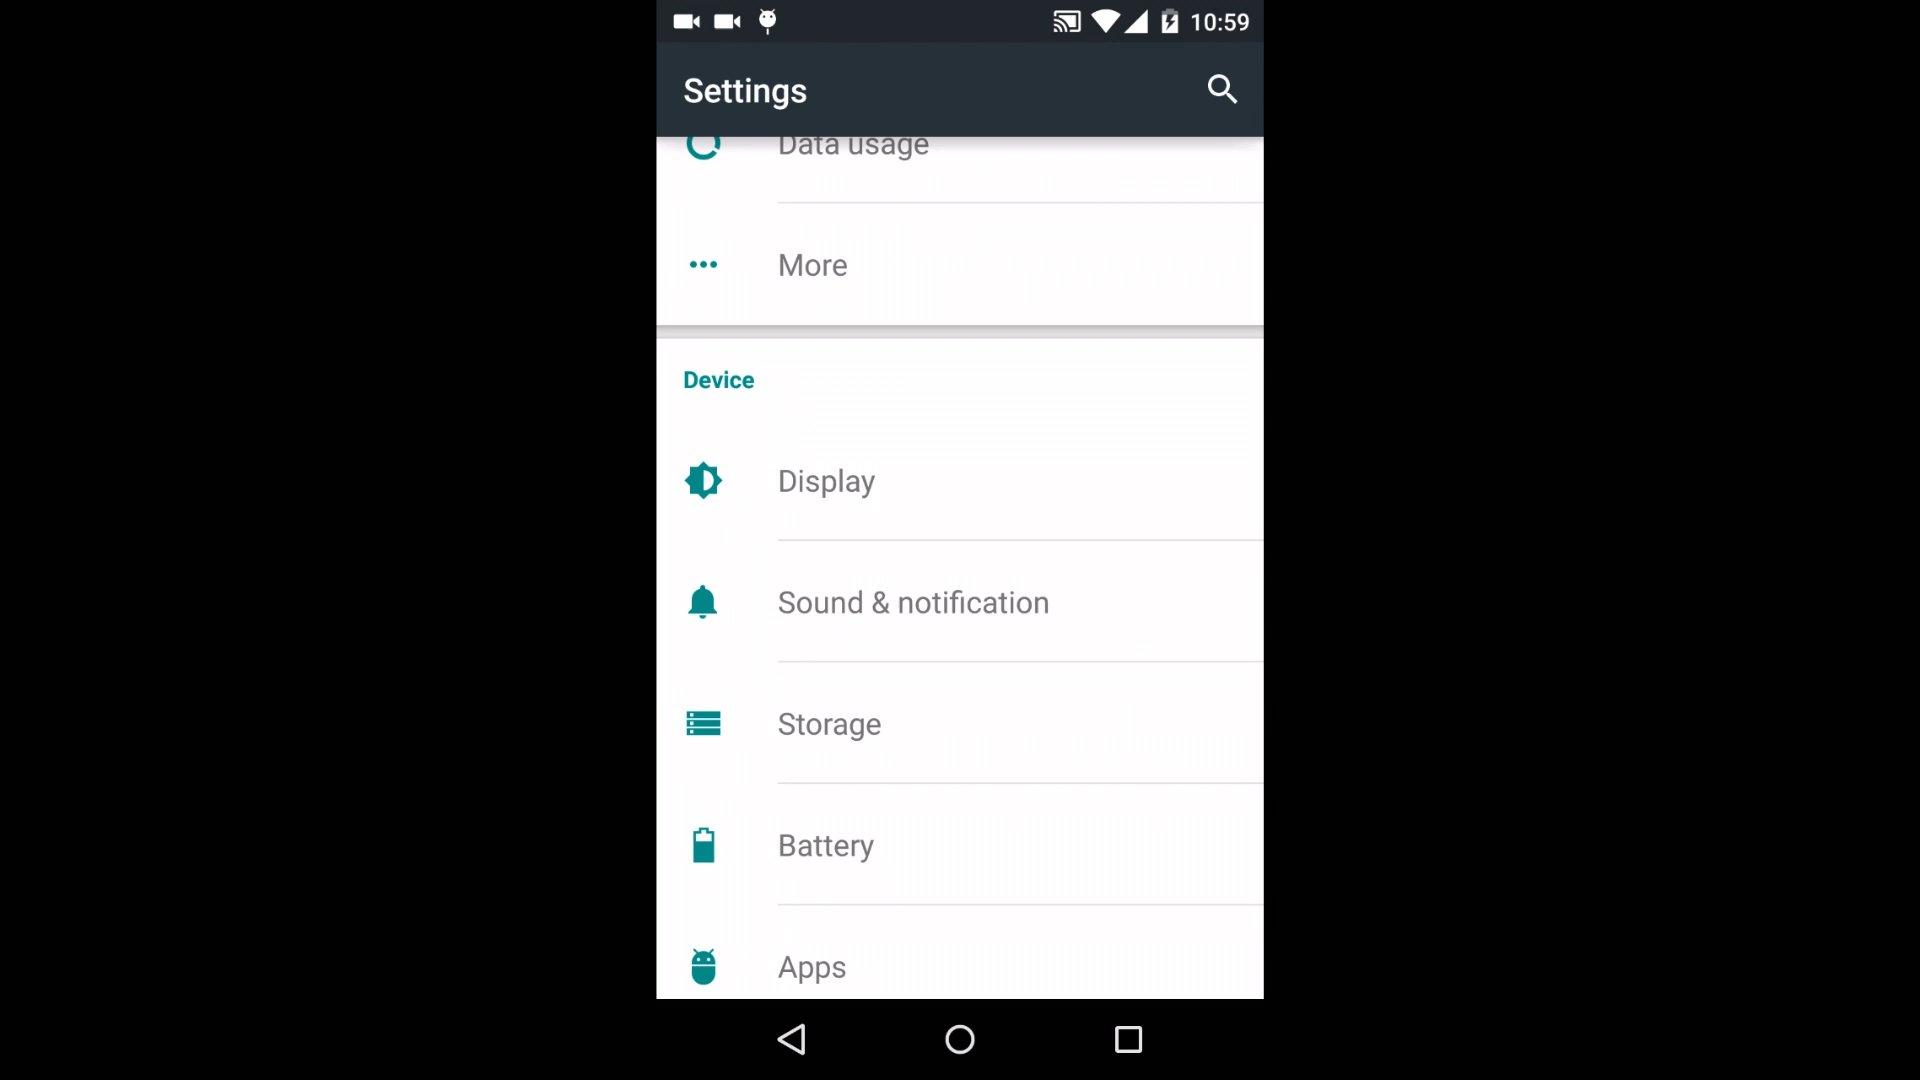 10:59
Settings
Data usage
More
Device
Display
Sound & notification
Storage
Battery
Apps